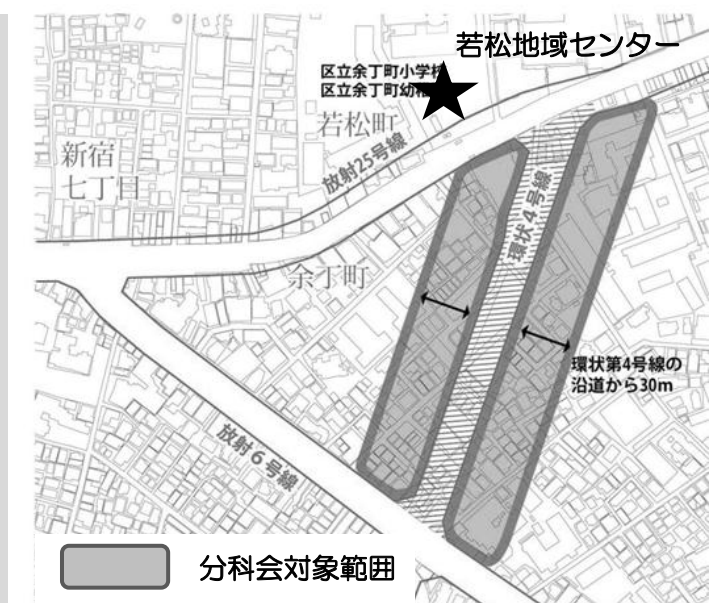 若松地域センター
区立余丁町小学校
区立余丁町幼稚
若松町
新宿
七丁目
放射25号線
環状4号線
余丁町
環状第4号線の
沿道から30m
放射6号線
分科会対象範囲